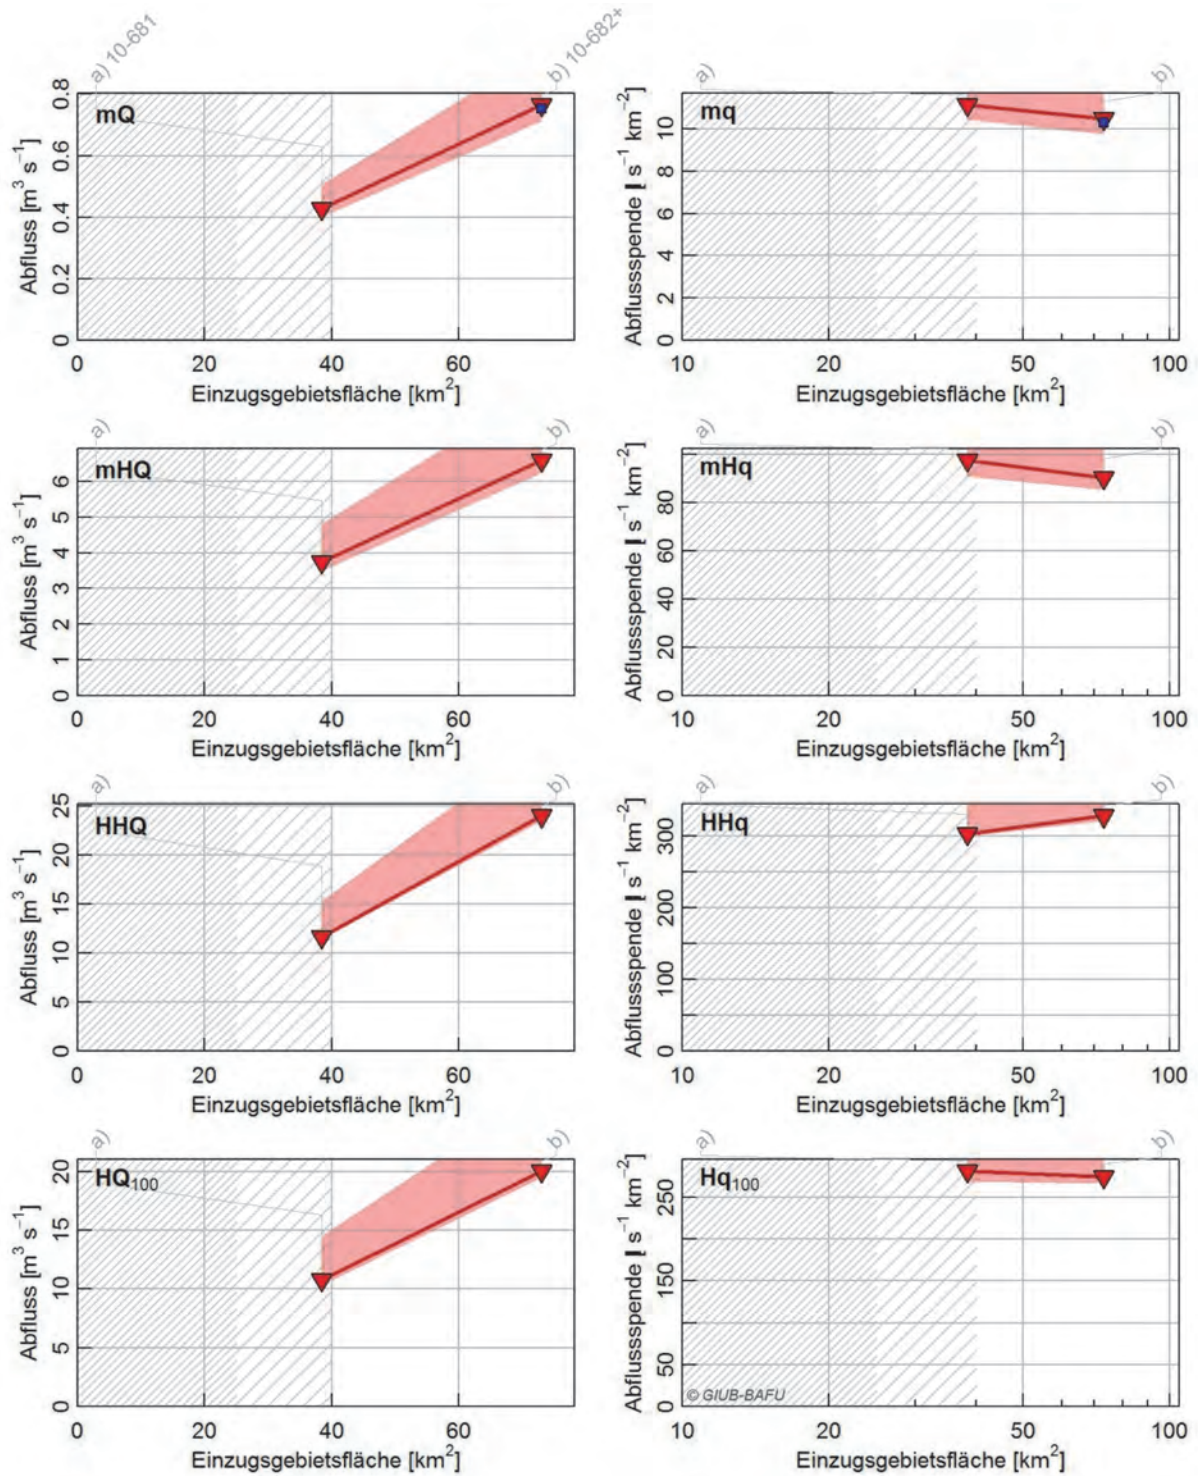 a) 10-681
b) 10-682+
a)
b)
mQ
Abfluss [m³ s⁻¹]
0.8
0.6
0.4
0.2
0
0 20 40 60
Einzugsgebietsfläche [km²]
mq
Abflussspende [l s⁻¹ km⁻²]
10
8
6
4
2
0
10 20 50 100
Einzugsgebietsfläche [km²]
a)
b)
a)
b)
mHQ
Abfluss [m³ s⁻¹]
6
5
4
3
2
1
0
0 20 40 60
Einzugsgebietsfläche [km²]
mHq
Abflussspende [l s⁻¹ km⁻²]
80
60
40
20
0
10 20 50 100
Einzugsgebietsfläche [km²]
a)
b)
a)
b)
HHQ
Abfluss [m³ s⁻¹]
25
20
15
10
5
0
0 20 40 60
Einzugsgebietsfläche [km²]
HHq
Abflussspende [l s⁻¹ km⁻²]
300
200
100
0
10 20 50 100
Einzugsgebietsfläche [km²]
a)
b)
a)
b)
HQ₁₀₀
Abfluss [m³ s⁻¹]
20
15
10
5
0
0 20 40 60
Einzugsgebietsfläche [km²]
Hq₁₀₀
Abflussspende [l s⁻¹ km⁻²]
250
150
50
0
© GIUB-BAFU
10 20 50 100
Einzugsgebietsfläche [km²]